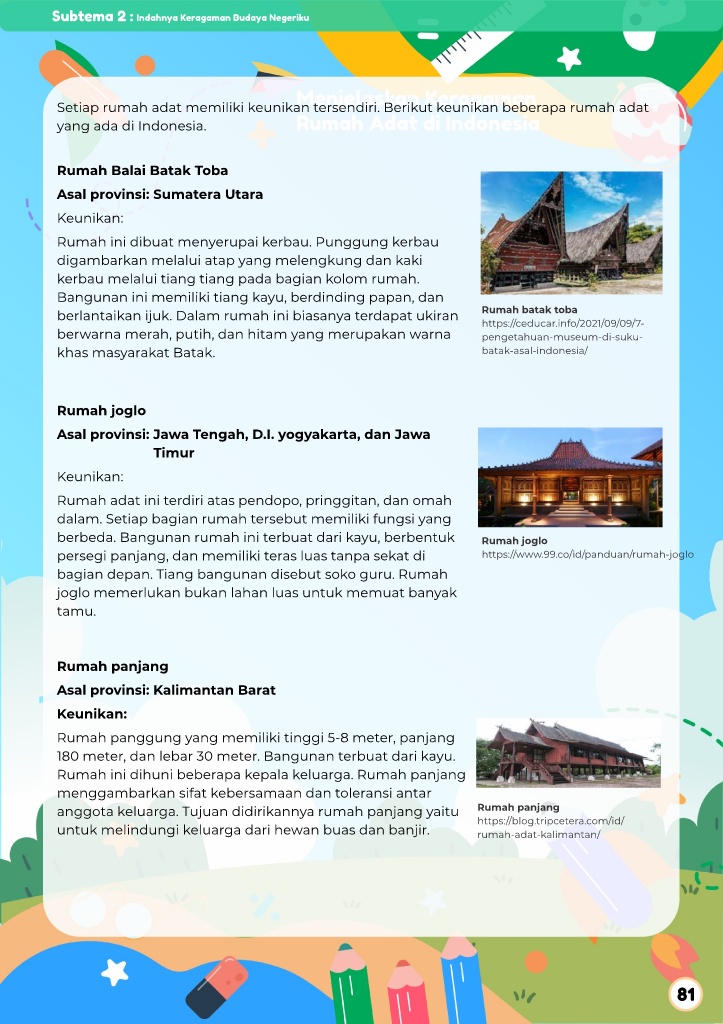 Subtema 2 : Indahnya Keragaman Budaya Negeriku
Menjelaskan Keragaman
Rumah Adat di Indonesia
Setiap rumah adat memiliki keunikan tersendiri. Berikut keunikan beberapa rumah adat
yang ada di Indonesia.
Rumah Balai Batak Toba
Asal provinsi: Sumatera Utara
Keunikan:
Rumah ini dibuat menyerupai kerbau. Punggung kerbau
digambarkan melalui atap yang melengkung dan kaki
kerbau melalui tiang tiang pada bagian kolom rumah.
Bangunan ini memiliki tiang kayu, berdinding papan, dan
berlantaikan ijuk. Dalam rumah ini biasanya terdapat ukiran
berwarna merah, putih, dan hitam yang merupakan warna
khas masyarakat Batak.
Rumah batak toba
https://ceducar.info/2021/09/09/7-
pengetahuan-museum-di-suku-
batak-asal-indonesia/
Rumah joglo
Asal provinsi: Jawa Tengah, D.I. yogyakarta, dan Jawa
Timur
Keunikan:
Rumah adat ini terdiri atas pendopo, pringgitan, dan omah
dalam. Setiap bagian rumah tersebut memiliki fungsi yang
berbeda. Bangunan rumah ini terbuat dari kayu, berbentuk
persegi panjang, dan memiliki teras luas tanpa sekat di
bagian depan. Tiang bangunan disebut soko guru. Rumah
joglo memerlukan bukan lahan luas untuk memuat banyak
tamu.
Rumah joglo
https://www.99.co/id/panduan/rumah-joglo
Rumah panjang
Asal provinsi: Kalimantan Barat
Keunikan:
Rumah panggung yang memiliki tinggi 5-8 meter, panjang
180 meter, dan lebar 30 meter. Bangunan terbuat dari kayu.
Rumah ini dihuni beberapa kepala keluarga. Rumah panjang
menggambarkan sifat kebersamaan dan toleransi antar
anggota keluarga. Tujuan didirikannya rumah panjang yaitu
untuk melindungi keluarga dari hewan buas dan banjir.
Rumah panjang
https://blog.tripcetera.com/id/
rumah-adat-kalimantan/
81